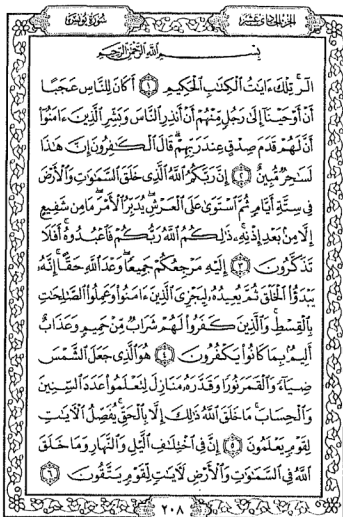 الجزء الحادي عشر
سورة يونس
بِسْمِ اللَّهِ الرَّحْمَٰنِ الرَّحِيمِ
الٓر تِلْكَ ءَايَٰتُ الْكِتَٰبِ الْحَكِيمِ ۝١ أَكَانَ لِلنَّاسِ عَجَبًا
أَنْ أَوْحَيْنَآ إِلَىٰ رَجُلٍ مِّنْهُمْ أَنْ أَنذِرِ النَّاسَ وَبَشِّرِ الَّذِينَ ءَامَنُوٓا
أَنَّ لَهُمْ قَدَمَ صِدْقٍ عِندَ رَبِّهِمْ قَالَ الْكَٰفِرُونَ إِنَّ هَٰذَا
لَسَٰحِرٌ مُّبِينٌ ۝٢ إِنَّ رَبَّكُمُ اللَّهُ الَّذِي خَلَقَ السَّمَٰوَٰتِ وَالْأَرْضَ
فِي سِتَّةِ أَيَّامٍ ثُمَّ اسْتَوَىٰ عَلَى الْعَرْشِ يُدَبِّرُ الْأَمْرَ مَا مِن شَفِيعٍ
إِلَّا مِنۢ بَعْدِ إِذْنِهِۦ ذَٰلِكُمُ اللَّهُ رَبُّكُمْ فَاعْبُدُوهُ أَفَلَا
تَذَكَّرُونَ ۝٣ إِلَيْهِ مَرْجِعُكُمْ جَمِيعًا وَعْدَ اللَّهِ حَقًّا إِنَّهُۥ
يَبْدَؤُا الْخَلْقَ ثُمَّ يُعِيدُهُۥ لِيَجْزِيَ الَّذِينَ ءَامَنُوا وَعَمِلُوا الصَّٰلِحَٰتِ
بِالْقِسْطِ وَالَّذِينَ كَفَرُوا لَهُمْ شَرَابٌ مِّنْ حَمِيمٍ وَعَذَابٌ
أَلِيمٌۢ بِمَا كَانُوا يَكْفُرُونَ ۝٤ هُوَ الَّذِي جَعَلَ الشَّمْسَ
ضِيَآءً وَالْقَمَرَ نُورًا وَقَدَّرَهُۥ مَنَازِلَ لِتَعْلَمُوا عَدَدَ السِّنِينَ
وَالْحِسَابَ مَا خَلَقَ اللَّهُ ذَٰلِكَ إِلَّا بِالْحَقِّ يُفَصِّلُ الْآيَٰتِ
لِقَوْمٍ يَعْلَمُونَ ۝٥ إِنَّ فِي اخْتِلَٰفِ الَّيْلِ وَالنَّهَارِ وَمَا خَلَقَ
اللَّهُ فِي السَّمَٰوَٰتِ وَالْأَرْضِ لَآيَٰتٍ لِّقَوْمٍ يَتَّقُونَ ۝٦
٢٠٨